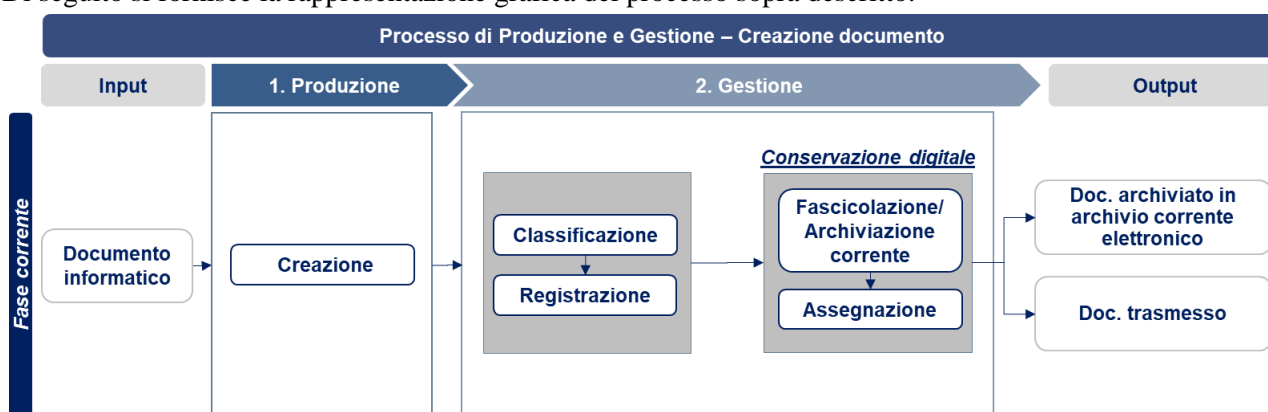 Di seguito si fornisce la rappresentazione grafica del processo sopra descritto.
Processo di Produzione e Gestione – Creazione documento
Input
1. Produzione
2. Gestione
Output
Fase corrente
Documento
informatico
Creazione
Classificazione
Registrazione
Conservazione digitale
Fascicolazione/
Archiviazione
corrente
Assegnazione
Doc. archiviato in
archivio corrente
elettronico
Doc. trasmesso